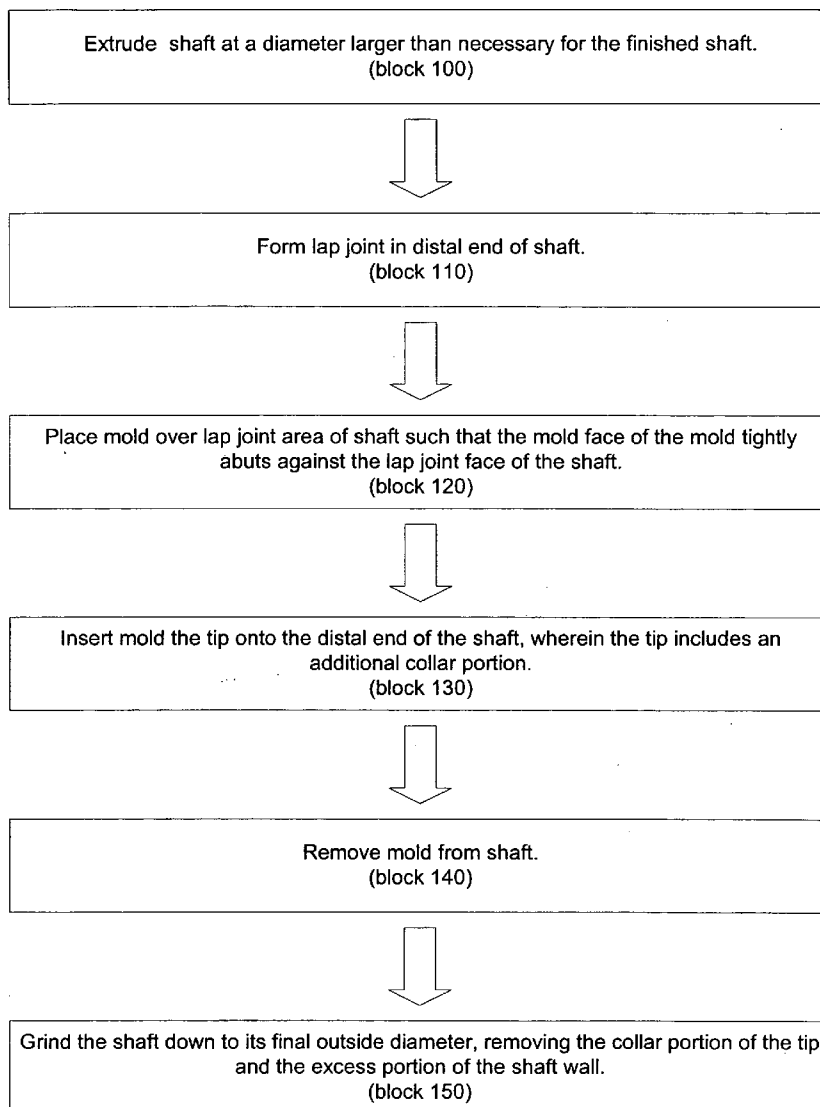 Extrude shaft at a diameter larger than necessary for the finished shaft.
(block 100)
Form lap joint in distal end of shaft.
(block 110)
Place mold over lap joint area of shaft such that the mold face of the mold tightly
abuts against the lap joint face of the shaft.
(block 120)
Insert mold the tip onto the distal end of the shaft, wherein the tip includes an
additional collar portion.
(block 130)
Remove mold from shaft.
(block 140)
Grind the shaft down to its final outside diameter, removing the collar portion of the tip
and the excess portion of the shaft wall.
(block 150)